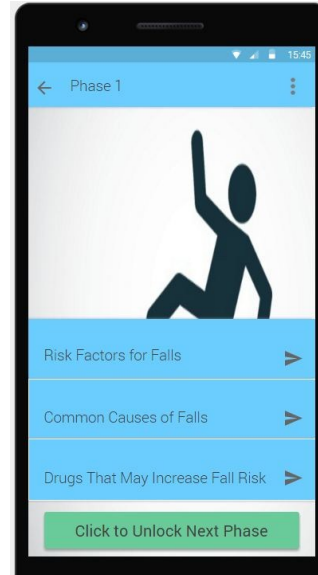 15:45
Phase 1
Risk Factors for Falls
Common Causes of Falls
Drugs That May Increase Fall Risk
Click to Unlock Next Phase